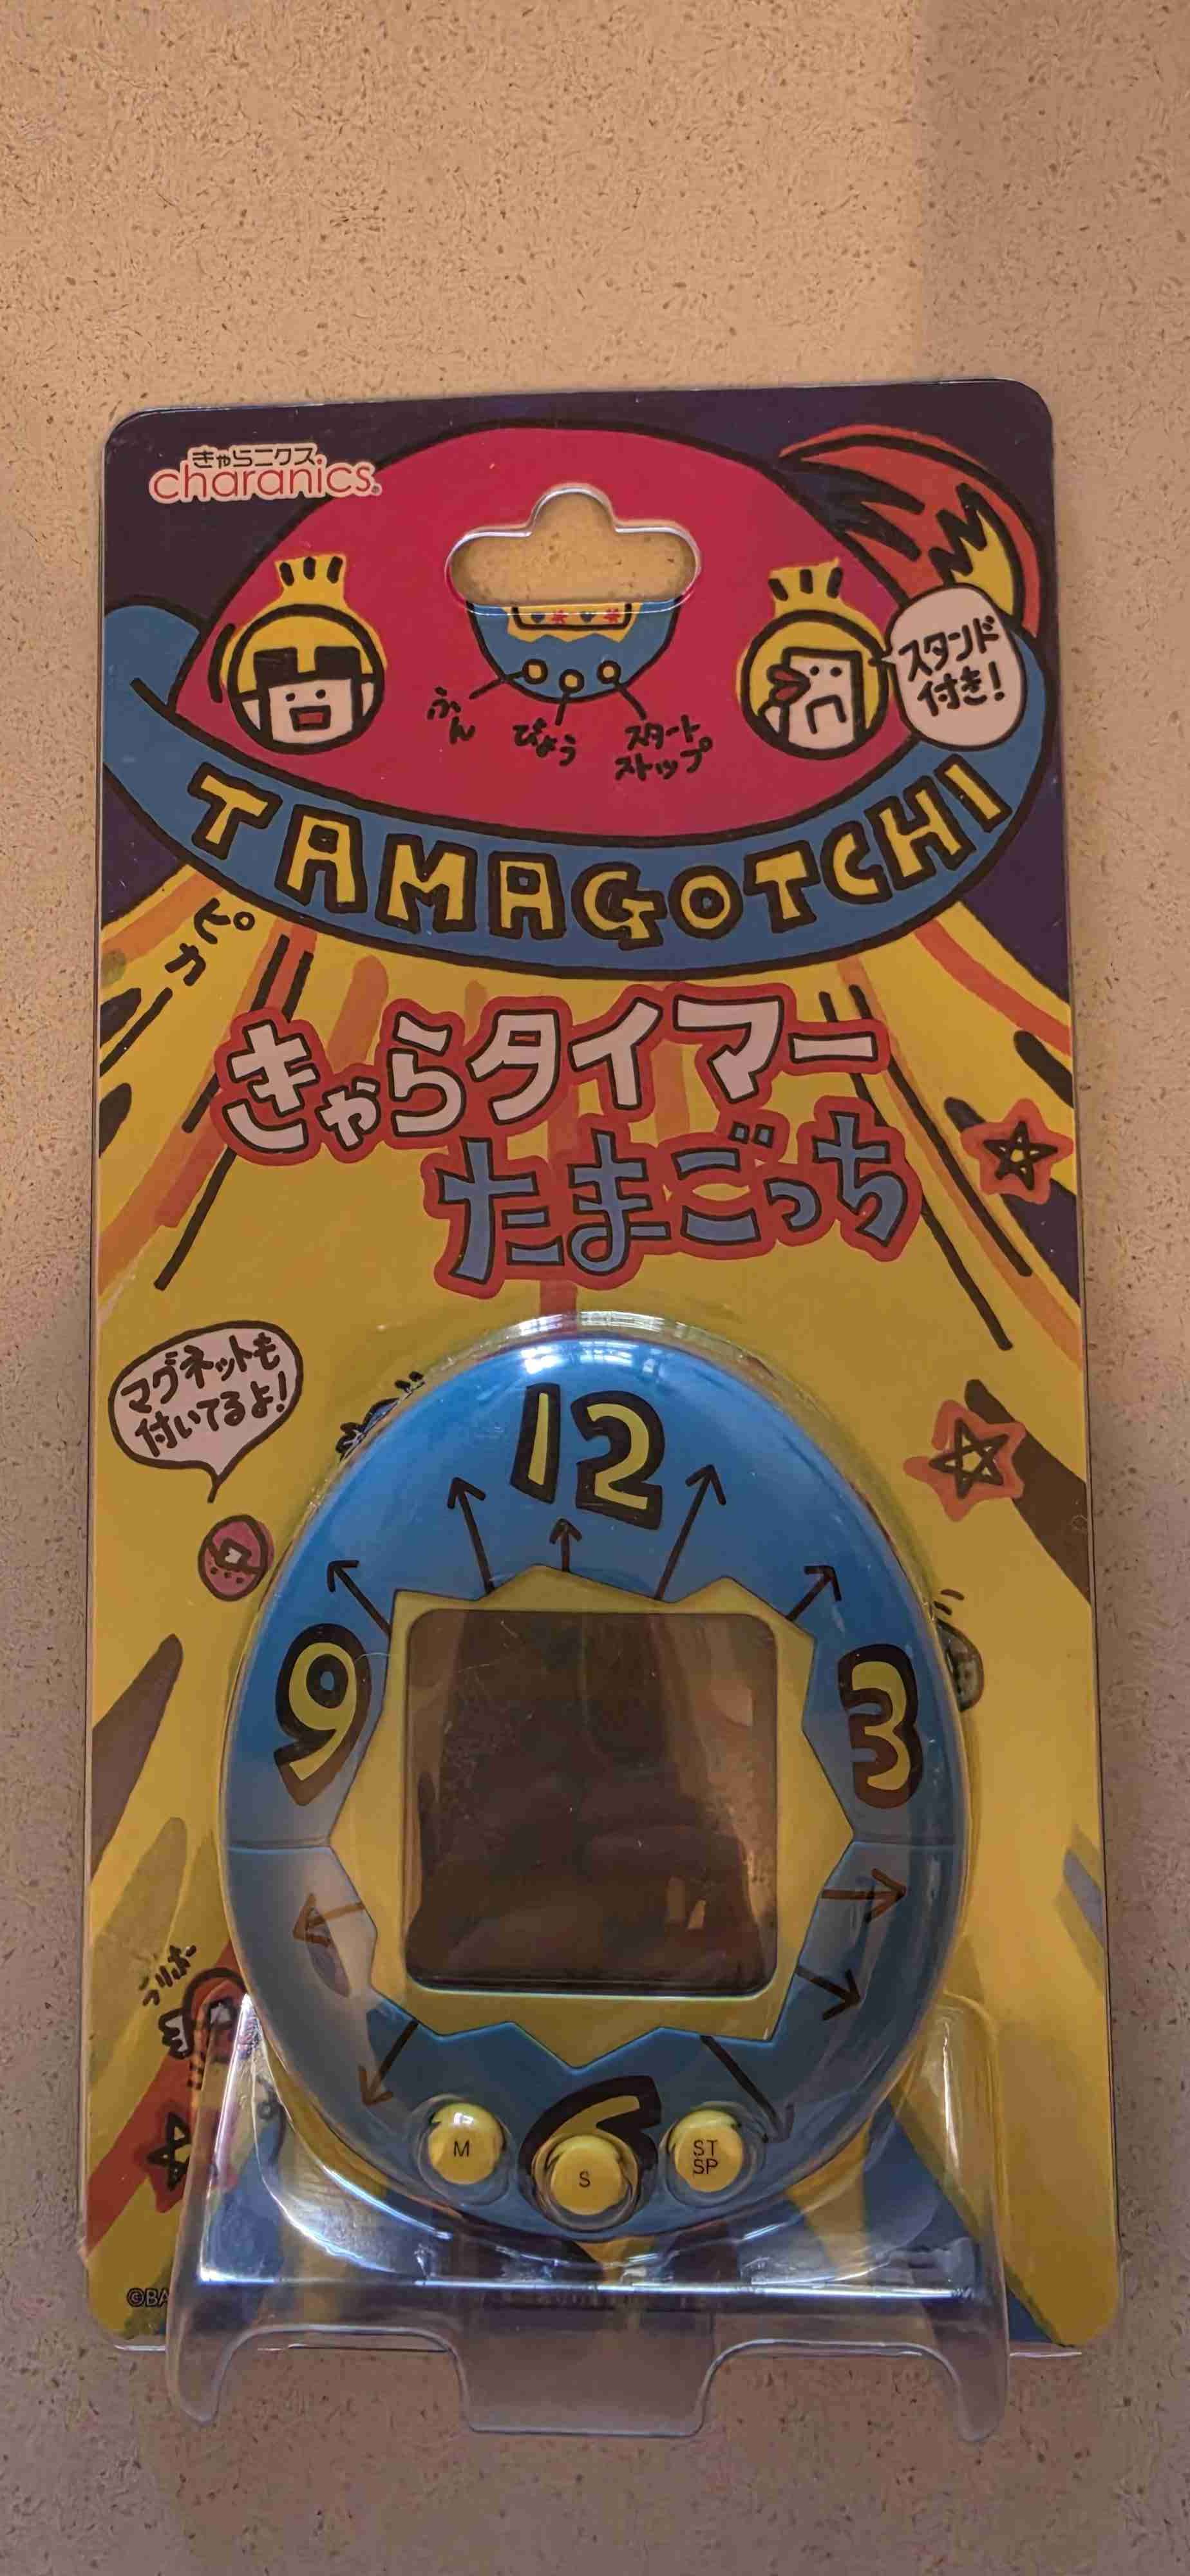 きゃらニクス
charanics®
スタンド
付き!
ふん
びょう
スタート
ストップ
TAMAGOTCHI
ピカー
きゃらタイマー
たまごっち
マグネットも
付いてるよ!
12
9
3
6
M
S
ST
SP
©BA